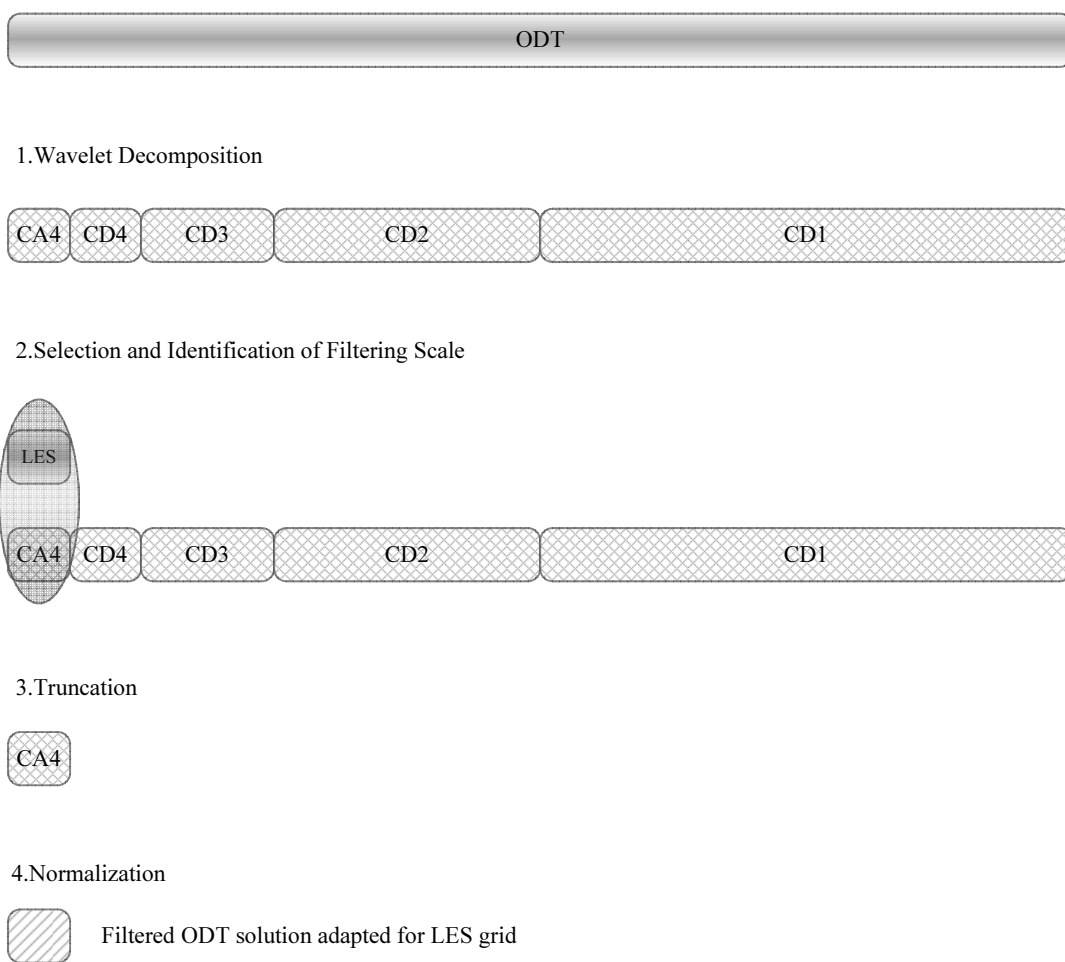 ODT
1.Wavelet Decomposition
CA4 CD4 CD3 CD2 CD1
2.Selection and Identification of Filtering Scale
LES
CA4 CD4 CD3 CD2 CD1
3.Truncation
CA4
4.Normalization
Filtered ODT solution adapted for LES grid